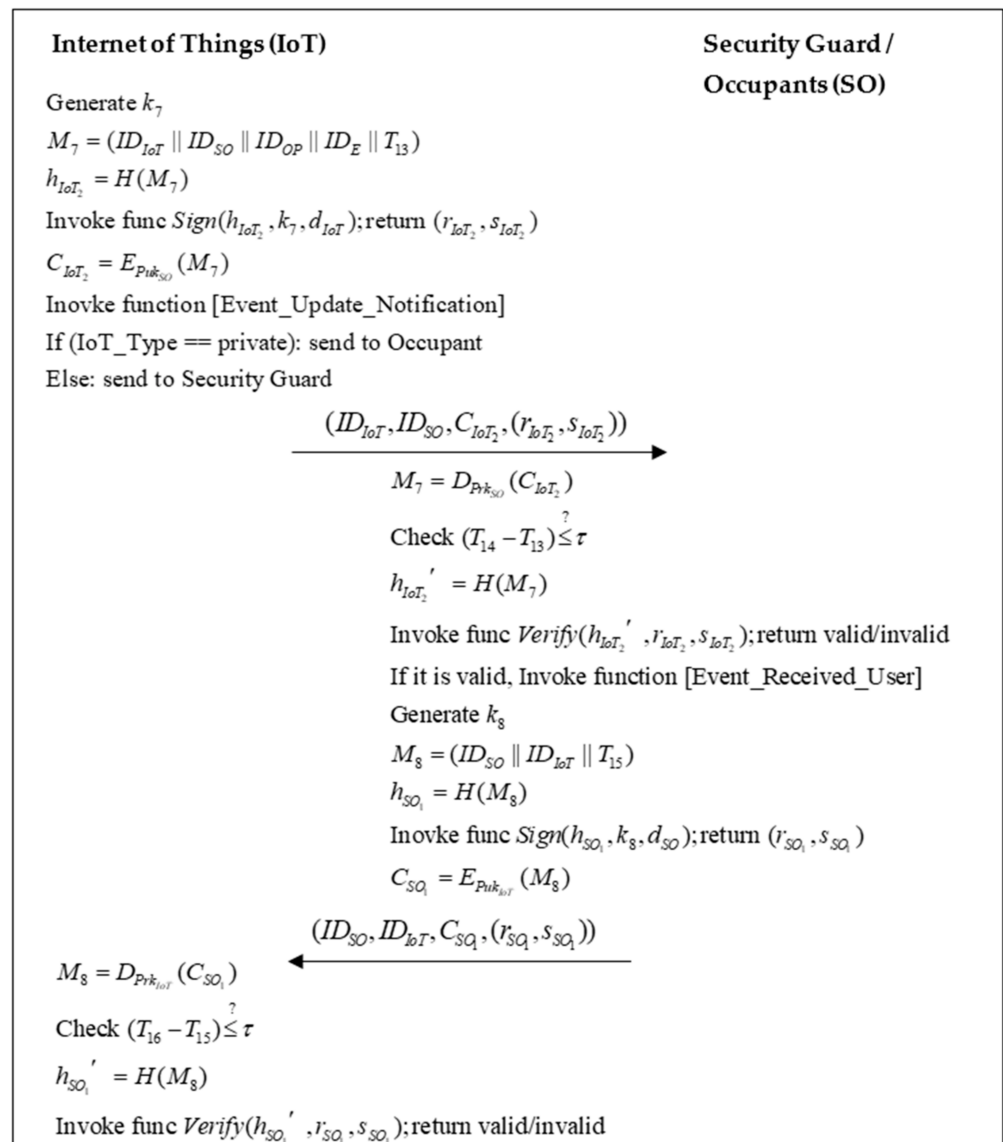 Internet of Things (IoT)
Security Guard /
Occupants (SO)
Generate k₇
M₇ = (ID_IoT || ID_SO || ID_OP || ID_E || T₁₃)
h_IoT₂ = H(M₇)
Invoke func Sign(h_IoT₂, k₇, d_IoT);return (r_IoT₂, s_IoT₂)
C_IoT₂ = E_Puk_SO (M₇)
Inovke function [Event_Update_Notification]
If (IoT_Type == private): send to Occupant
Else: send to Security Guard
(ID_IoT, ID_SO, C_IoT₂, (r_IoT₂, s_IoT₂))
M₇ = D_Prk_SO (C_IoT₂)
Check (T₁₄ − T₁₃) ≤? τ
h_IoT₂′ = H(M₇)
Invoke func Verify(h_IoT₂′, r_IoT₂, s_IoT₂);return valid/invalid
If it is valid, Invoke function [Event_Received_User]
Generate k₈
M₈ = (ID_SO || ID_IoT || T₁₅)
h_SO₁ = H(M₈)
Inovke func Sign(h_SO₁, k₈, d_SO);return (r_SO₁, s_SO₁)
C_SO₁ = E_Puk_IoT (M₈)
(ID_SO, ID_IoT, C_SO₁, (r_SO₁, s_SO₁))
M₈ = D_Prk_IoT (C_SO₁)
Check (T₁₆ − T₁₅) ≤? τ
h_SO₁′ = H(M₈)
Invoke func Verify(h_SO₁′, r_SO₁, s_SO₁);return valid/invalid